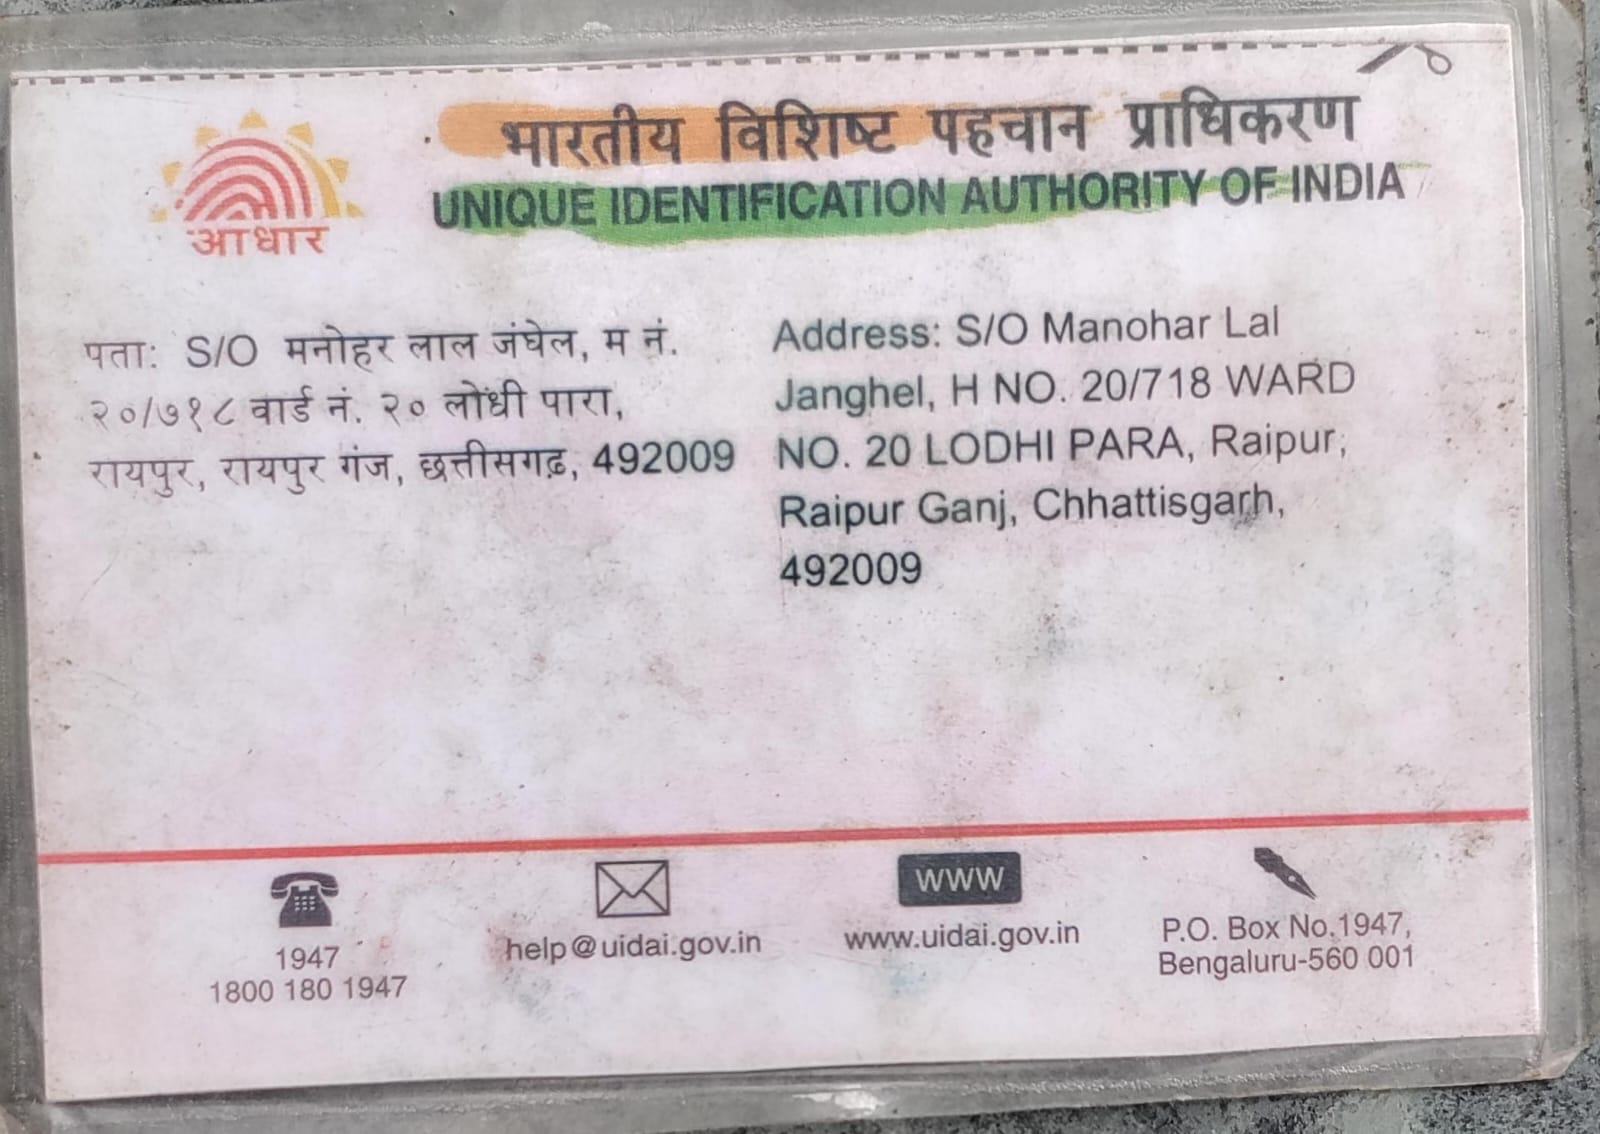 भारतीय विशिष्ट पहचान प्राधिकरण
UNIQUE IDENTIFICATION AUTHORITY OF INDIA
आधार
पता: S/O मनोहर लाल जंघेल, म नं.
२०/७१८ वार्ड नं. २० लोंधी पारा,
रायपुर, रायपुर गंज, छत्तीसगढ़, 492009
Address: S/O Manohar Lal
Janghel, H NO. 20/718 WARD
NO. 20 LODHI PARA, Raipur,
Raipur Ganj, Chhattisgarh,
492009
1947
1800 180 1947
help@uidai.gov.in
www
www.uidai.gov.in
P.O. Box No.1947,
Bengaluru-560 001